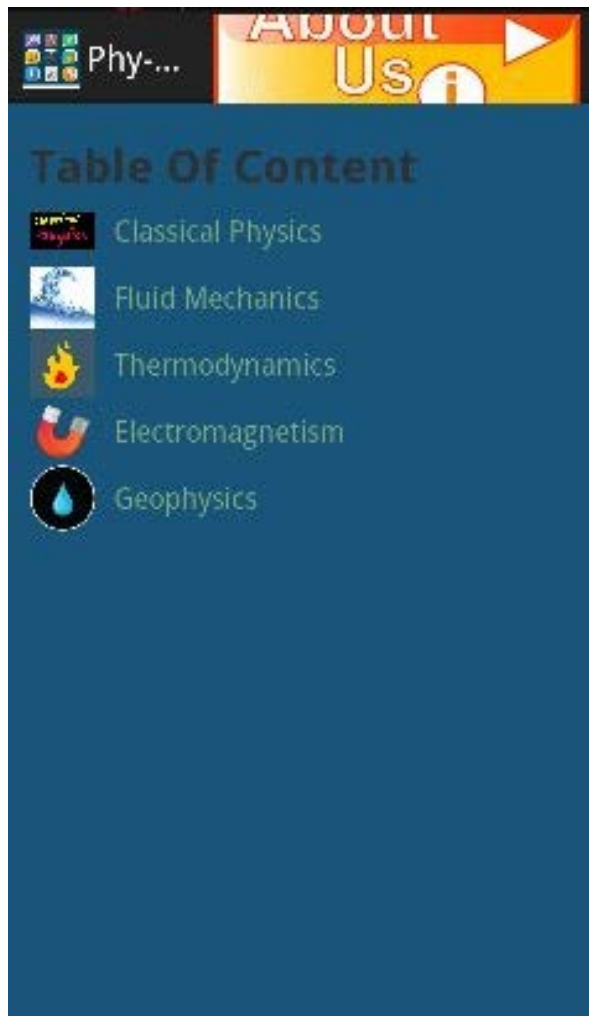 Phy-...
About
Us
i
Table Of Content
Classical Physics
Fluid Mechanics
Thermodynamics
Electromagnetism
Geophysics